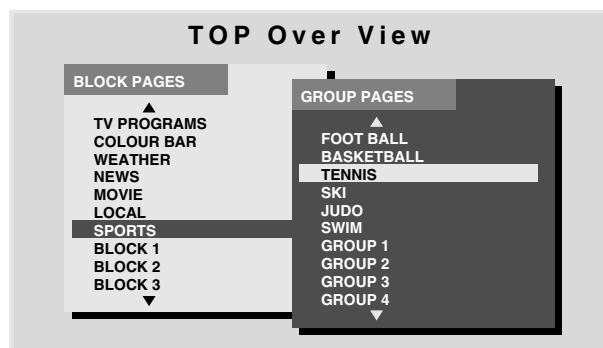 TOP Over View
BLOCK PAGES
TV PROGRAMS
COLOUR BAR
WEATHER
NEWS
MOVIE
LOCAL
SPORTS
BLOCK 1
BLOCK 2
BLOCK 3
GROUP PAGES
FOOT BALL
BASKETBALL
TENNIS
SKI
JUDO
SWIM
GROUP 1
GROUP 2
GROUP 3
GROUP 4